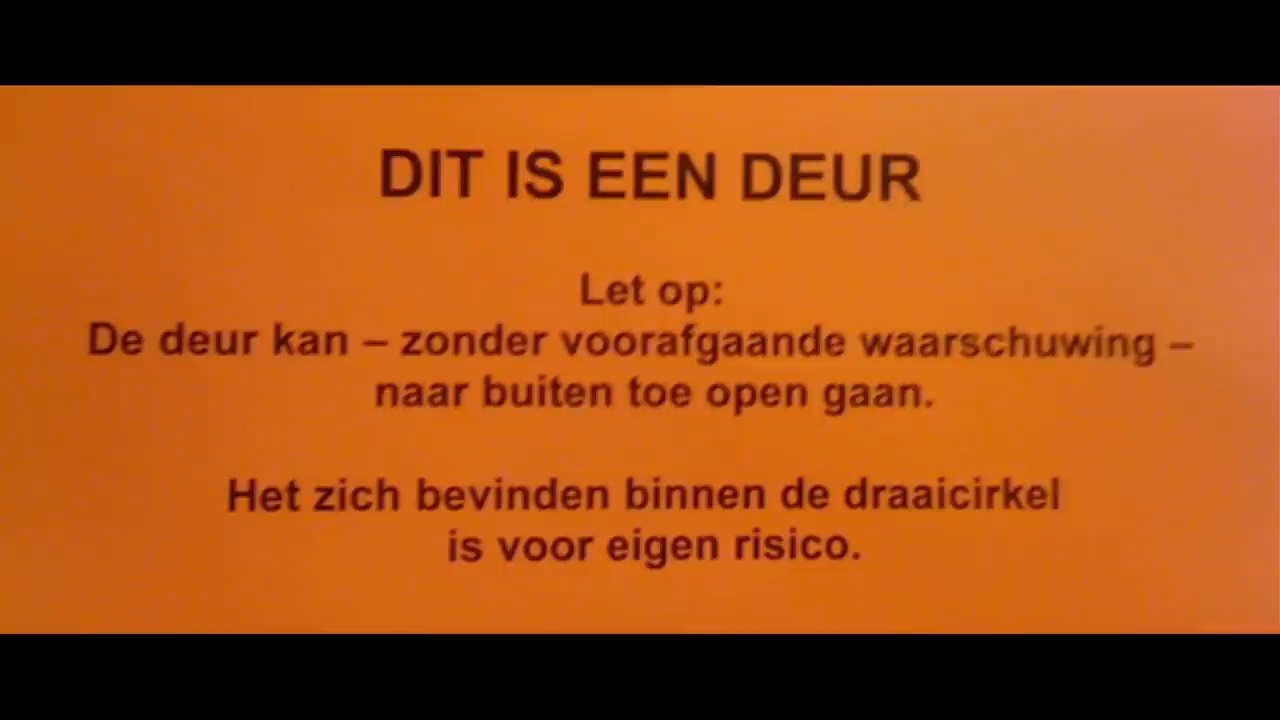 DIT IS EEN DEUR
Let op:
De deur kan – zonder voorafgaande waarschuwing –
naar buiten toe open gaan.
Het zich bevinden binnen de draaicirkel
is voor eigen risico.